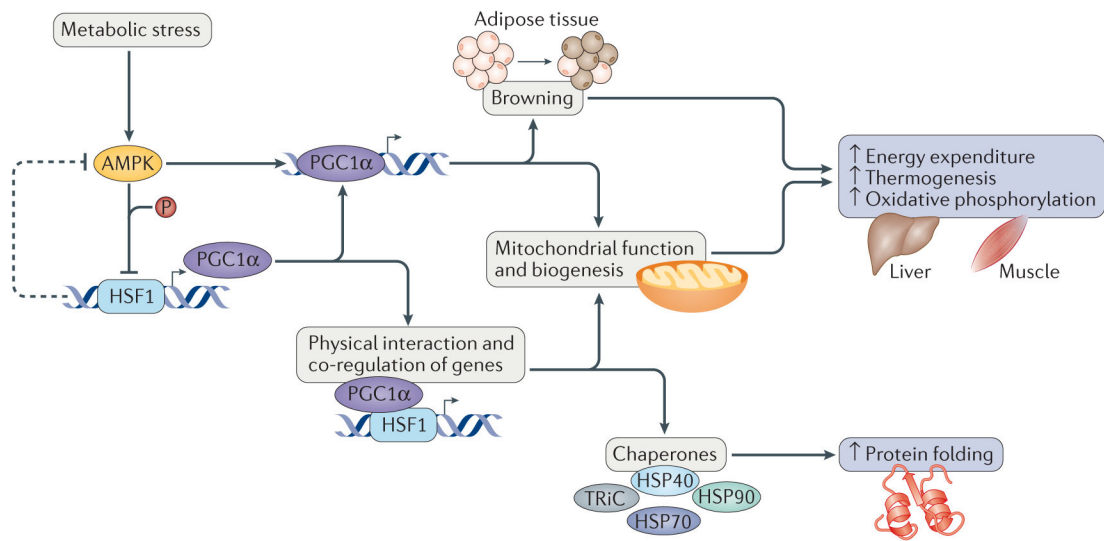 Metabolic stress
Adipose tissue
Browning
AMPK
PGC1α
↑ Energy expenditure
↑ Thermogenesis
↑ Oxidative phosphorylation
Liver
Muscle
P
PGC1α
HSF1
Mitochondrial function
and biogenesis
Physical interaction and
co-regulation of genes
PGC1α
HSF1
Chaperones
HSP40
TRiC
HSP90
HSP70
↑ Protein folding